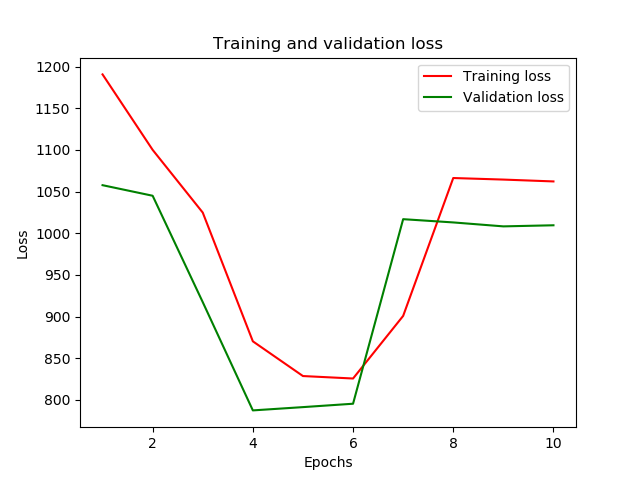 Training and validation loss
Training loss
Validation loss
1200
1150
1100
1050
1000
950
900
850
800
Loss
2 4 6 8 10
Epochs